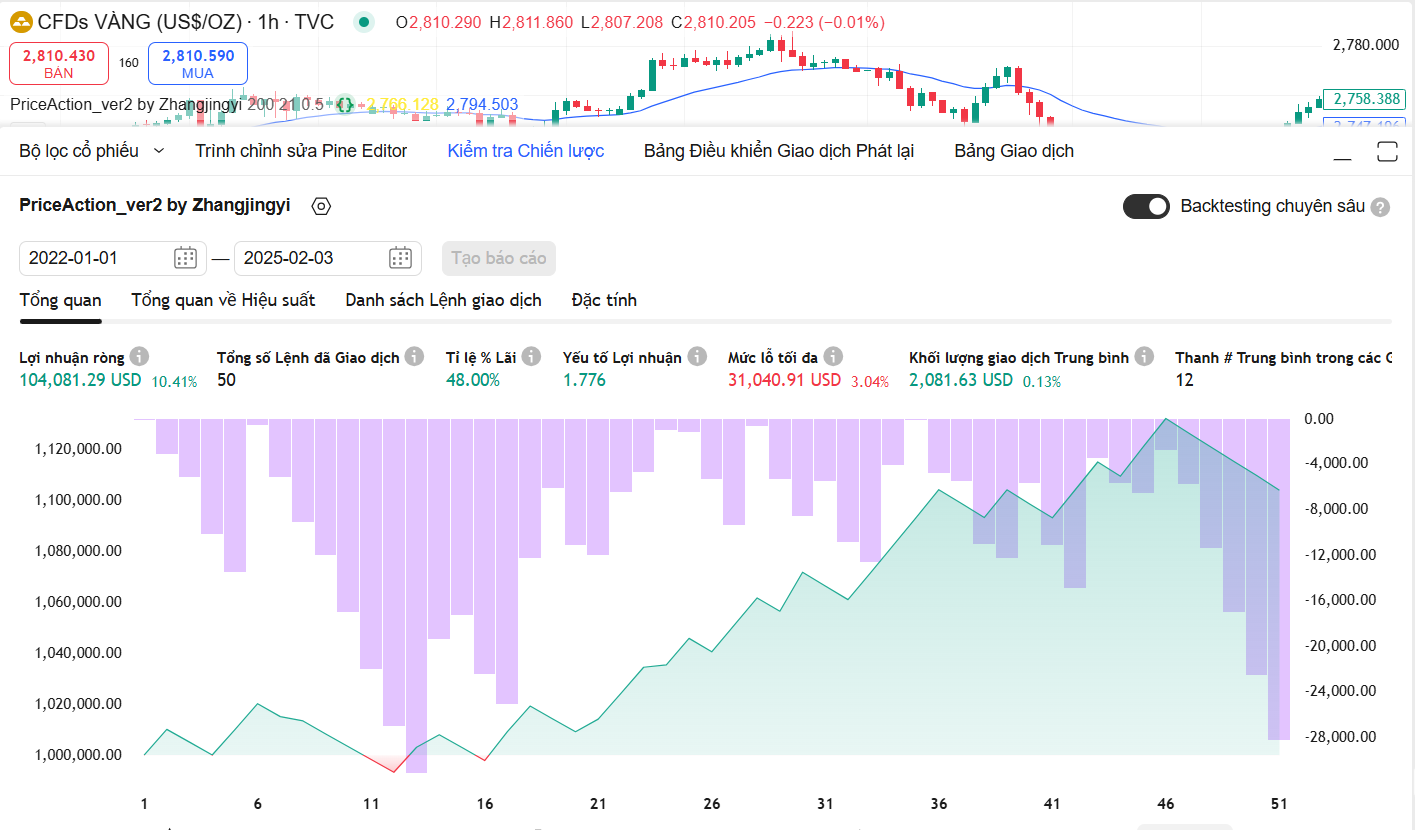 CFDs VÀNG (US$/OZ) · 1h · TVC O2,810.290 H2,811.860 L2,807.208 C2,810.205 −0.223 (−0.01%)
2,780.000
2,810.430 160 2,810.590
BÁN MUA
PriceAction_ver2 by Zhangjingyi 200 21 0.5 {} 2,766.128 2,794.503
2,758.388
Bộ lọc cổ phiếu Trình chỉnh sửa Pine Editor Kiểm tra Chiến lược Bảng Điều khiển Giao dịch Phát lại Bảng Giao dịch
PriceAction_ver2 by Zhangjingyi Backtesting chuyên sâu ?
2022-01-01 — 2025-02-03 Tạo báo cáo
Tổng quan Tổng quan về Hiệu suất Danh sách Lệnh giao dịch Đặc tính
Lợi nhuận ròng Tổng số Lệnh đã Giao dịch Tỉ lệ % Lãi Yếu tố Lợi nhuận Mức lỗ tối đa Khối lượng giao dịch Trung bình Thanh # Trung bình trong các
104,081.29 USD 10.41% 50 48.00% 1.776 31,040.91 USD 3.04% 2,081.63 USD 0.13% 12
0.00
1,120,000.00 -4,000.00
1,100,000.00 -8,000.00
1,080,000.00 -12,000.00
1,060,000.00 -16,000.00
1,040,000.00 -20,000.00
1,020,000.00 -24,000.00
1,000,000.00 -28,000.00
1 6 11 16 21 26 31 36 41 46 51